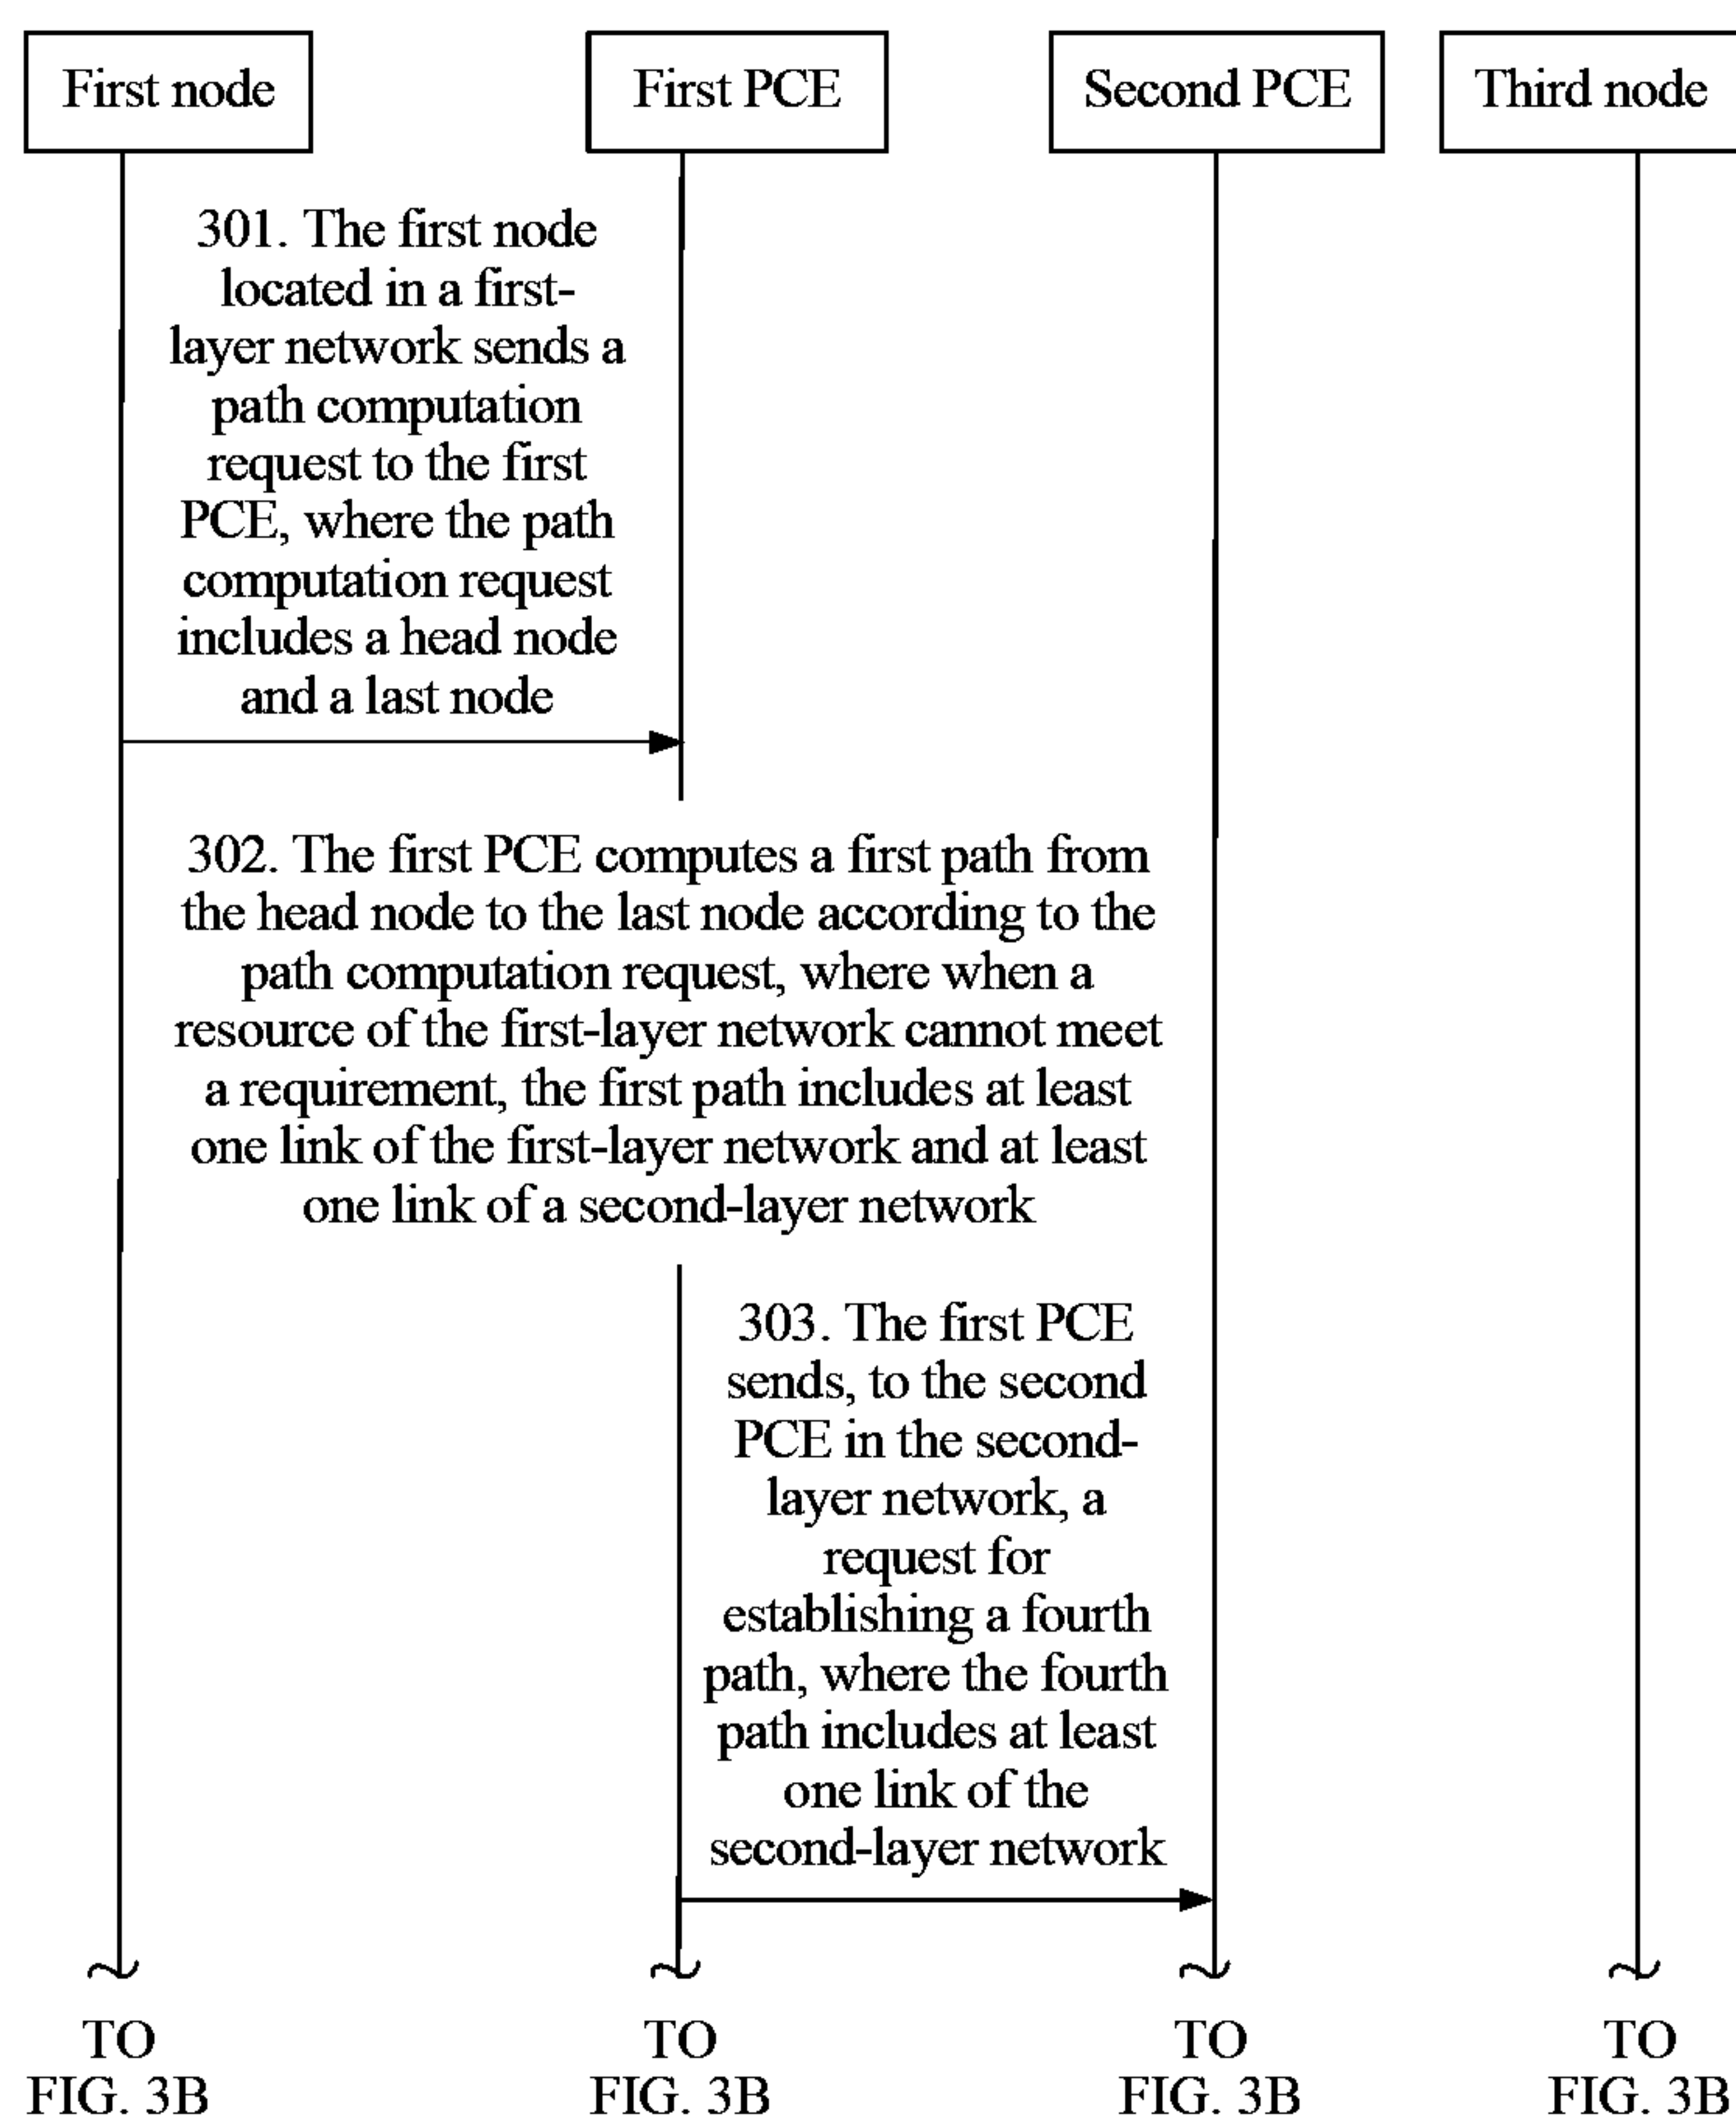 First node
First PCE
Second PCE
Third node
301. The first node
located in a first-
layer network sends a
path computation
request to the first
PCE, where the path
computation request
includes a head node
and a last node
302. The first PCE computes a first path from
the head node to the last node according to the
path computation request, where when a
resource of the first-layer network cannot meet
a requirement, the first path includes at least
one link of the first-layer network and at least
one link of a second-layer network
303. The first PCE
sends, to the second
PCE in the second-
layer network, a
request for
establishing a fourth
path, where the fourth
path includes at least
one link of the
second-layer network
TO
FIG. 3B
TO
FIG. 3B
TO
FIG. 3B
TO
FIG. 3B